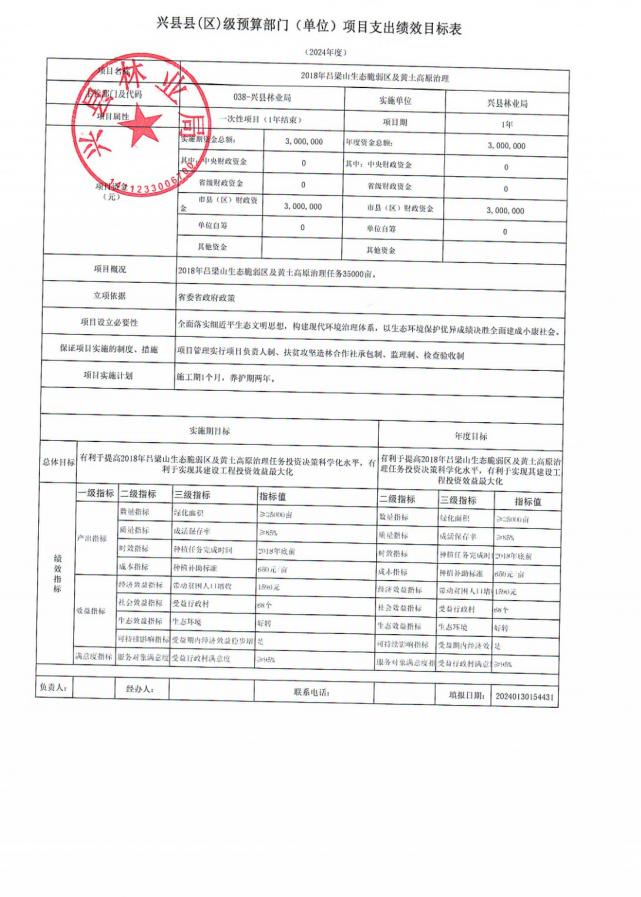 兴县县(区)级预算部门（单位）项目支出绩效目标表
（2024年度）
项目名称 2018年吕梁山生态脆弱区及黄土高原治理
主管部门及代码 038-兴县林业局 实施单位 兴县林业局
项目属性 一次性项目（1年结束） 项目期 1年
项目资金（元） 实施期资金总额： 3,000,000 年度资金总额： 3,000,000
其中：中央财政资金 0 其中：中央财政资金 0
省级财政资金 0 省级财政资金 0
市县（区）财政资金 3,000,000 市县（区）财政资金 3,000,000
单位自筹 0 单位自筹 0
其他资金 其他资金
项目概况 2018年吕梁山生态脆弱区及黄土高原治理任务35000亩。
立项依据 省委省政府政策
项目设立必要性 全面落实细近平生态文明思想，构建现代环境治理体系，以生态环境保护优异成绩决胜全面建成小康社会。
保证项目实施的制度、措施 项目管理实行项目负责人制、扶贫攻坚造林合作社承包制、监理制、检查验收制
项目实施计划 施工期1个月，养护期两年。
实施期目标 年度目标
总体目标 有利于提高2018年吕梁山生态脆弱区及黄土高原治理任务投资决策科学化水平，有利于实现其建设工程投资效益最大化 有利于提高2018年吕梁山生态脆弱区及黄土高原治理任务投资决策科学化水平，有利于实现其建设工程投资效益最大化
绩效指标 一级指标 二级指标 三级指标 指标值 二级指标 三级指标 指标值
产出指标 数量指标 绿化面积 数量指标 绿化面积
质量指标 成活保存率 ≥85% 质量指标 成活保存率 ≥85%
时效指标 种植任务完成时间 2018年底前 时效指标 种植任务完成时 2018年底前
成本指标 种植补助标准 650元/亩 成本指标 种植补助标准 650元/亩
效益指标 经济效益指标 带动贫困人口增收 经济效益指标 带动贫困人口增
社会效益指标 受益行政村 68个 社会效益指标 受益行政村 68个
生态效益指标 生态环境 好转 生态效益指标 生态环境 好转
可持续影响指标 受益期内经济效益稳步增 是 可持续影响指标 受益期内经济效 是
满意度指标 服务对象满意度 受益行政村满意度 ≥95% 服务对象满意度指 受益行政村满意 ≥95%
负责人： 经办人： 联系电话： 填报日期： 20240130154431
兴县林业局